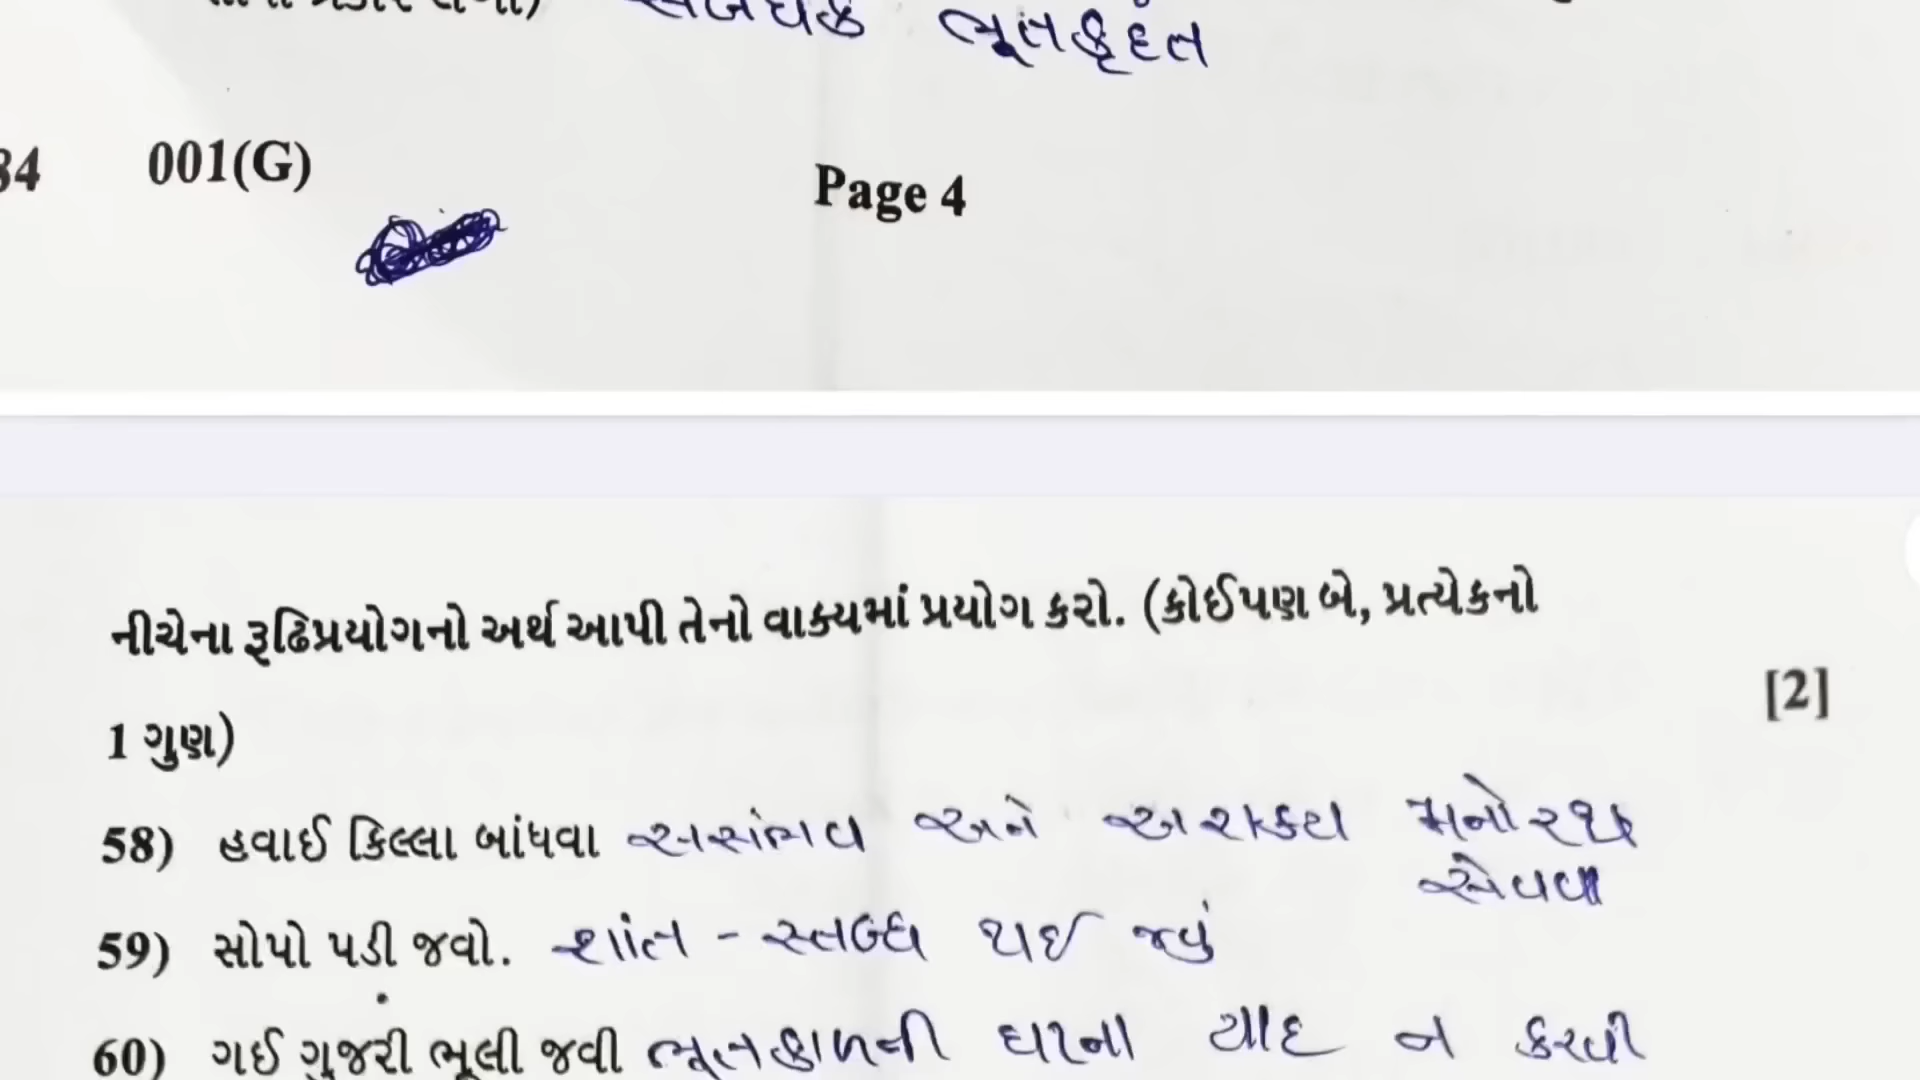 ભૂતકૃદંત
34 001(G) Page 4
નીચેના રૂઢિપ્રયોગનો અર્થ આપી તેનો વાક્યમાં પ્રયોગ કરો. (કોઈપણ બે, પ્રત્યેકનો
[2]
1 ગુણ)
58) હવાઈ કિલ્લા બાંધવા અસંભવ અને અશક્ય મનોરથ
સેવવા
59) સોપો પડી જવો. શાંત - સ્તબ્ધ થઈ જવું
60) ગઈ ગુજરી ભૂલી જવી ભૂતકાળની ઘટના યાદ ન કરવી